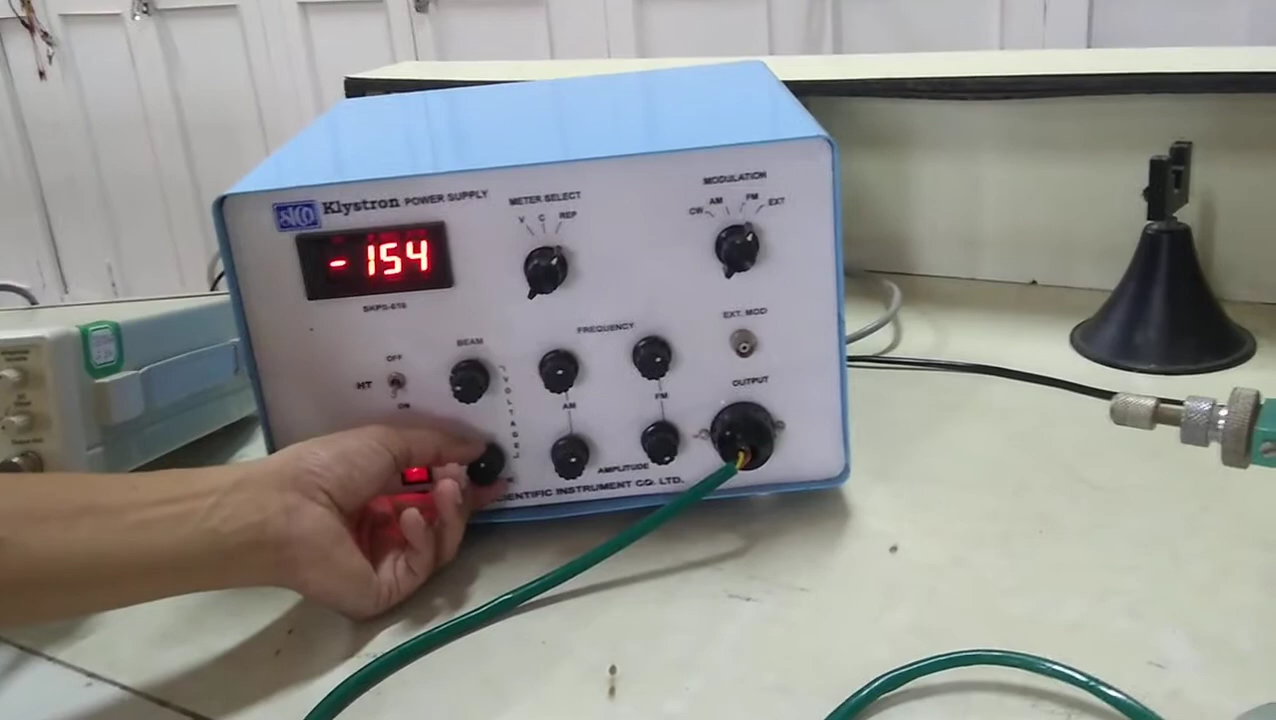 SICO Klystron POWER SUPPLY
-154
SKPS-610
METER SELECT
V C REP
MODULATION
CW AM FM EXT
EXT. MOD
OUTPUT
FREQUENCY
AM FM
AMPLITUDE
BEAM
VOLTAGE
OFF
HT
ON
SCIENTIFIC INSTRUMENT CO. LTD.